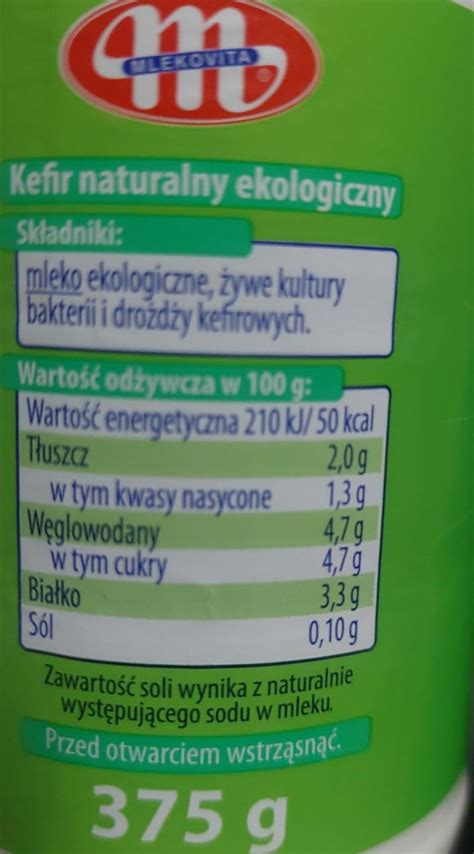 MLEKOVITA
Kefir naturalny ekologiczny
Składniki:
mleko ekologiczne, żywe kultury
bakterii i drożdży kefirowych.
Wartość odżywcza w 100 g:
Wartość energetyczna 210 kJ/ 50 kcal
Tłuszcz 2,0 g
w tym kwasy nasycone 1,3 g
Węglowodany 4,7 g
w tym cukry 4,7 g
Białko 3,3 g
Sól 0,10 g
Zawartość soli wynika z naturalnie
występującego sodu w mleku.
Przed otwarciem wstrząsnąć.
375 g